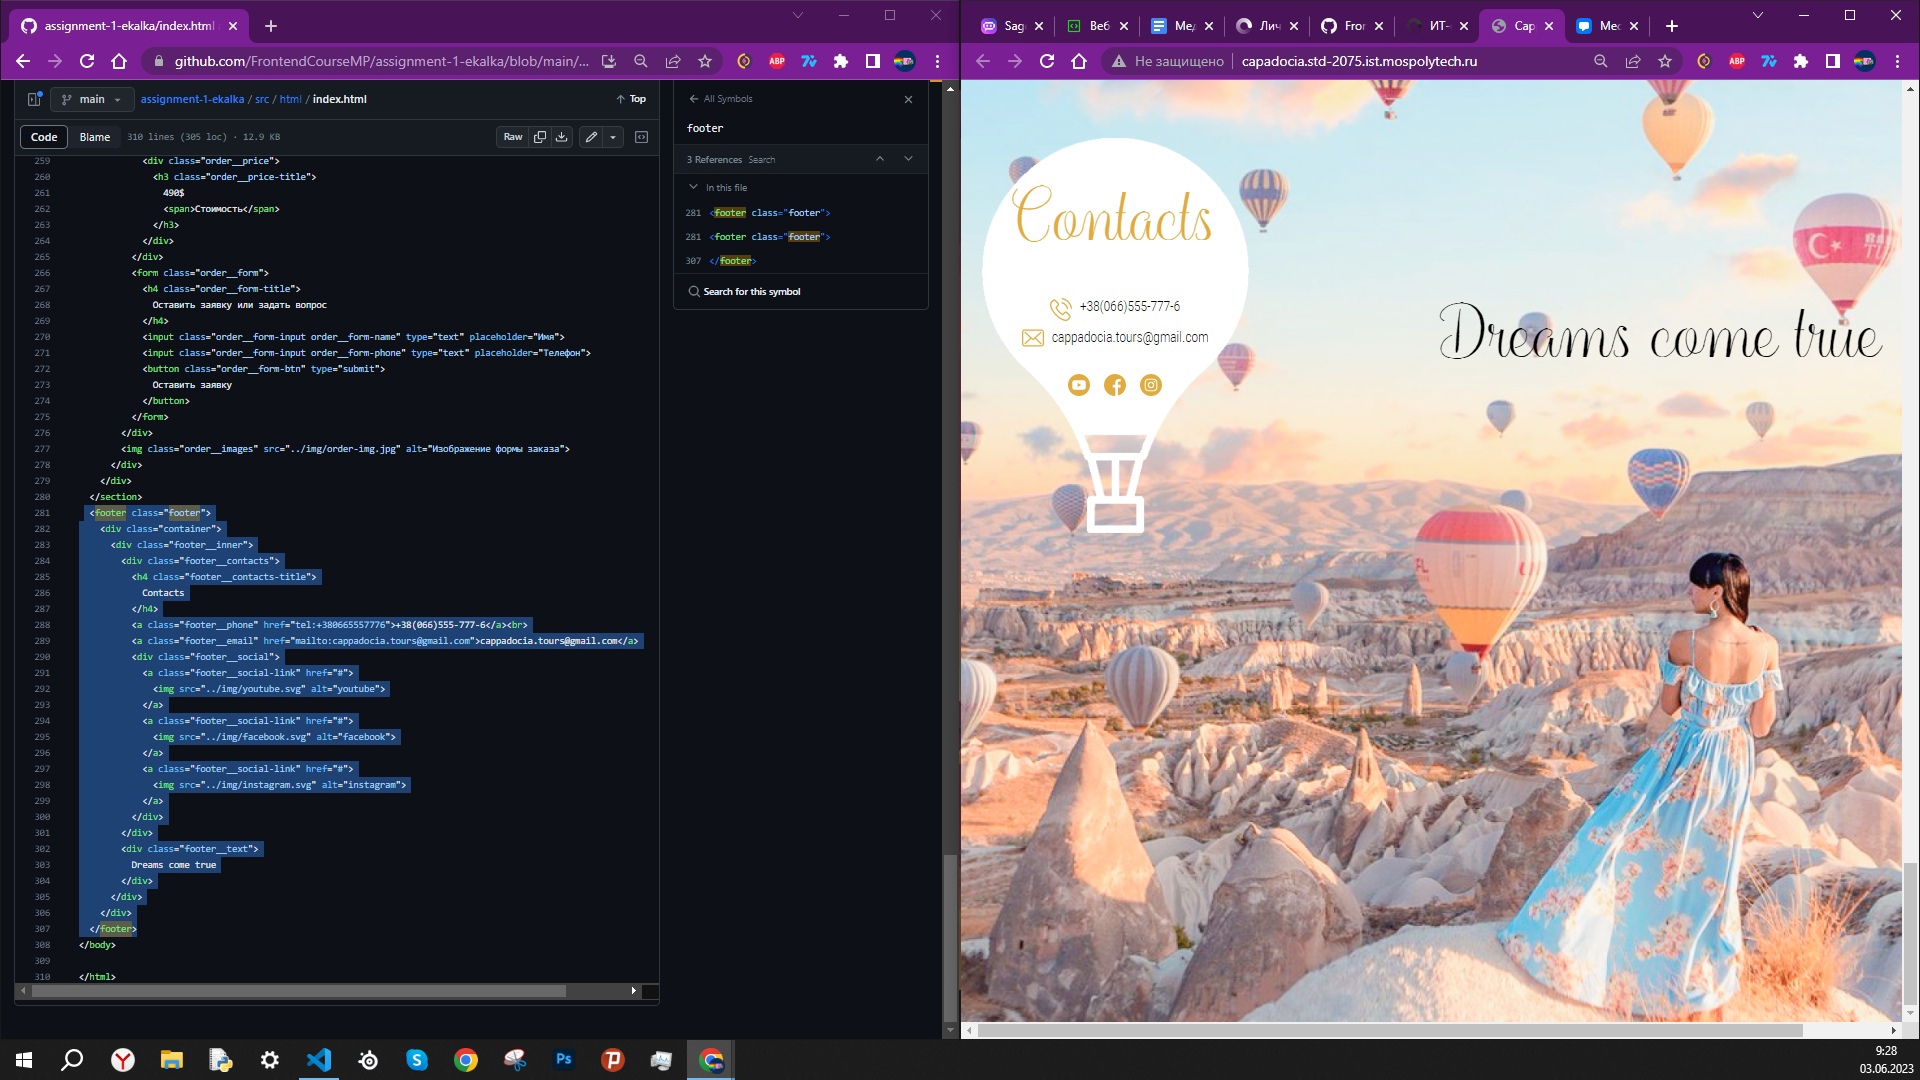 assignment-1-ekalka/index.html
github.com/FrontendCourseMP/assignment-1-ekalka/blob/main/...
main
assignment-1-ekalka / src / html / index.html
Top
Code
Blame
310 lines (305 loc) · 12.9 KB
Raw
259 <div class="order__price">
260 <h3 class="order__price-title">
261 490$
262 <span>Стоимость</span>
263 </h3>
264 </div>
265 </div>
266 <form class="order__form">
267 <h4 class="order__form-title">
268 Оставить заявку или задать вопрос
269 </h4>
270 <input class="order__form-input order__form-name" type="text" placeholder="Имя">
271 <input class="order__form-input order__form-phone" type="text" placeholder="Телефон">
272 <button class="order__form-btn" type="submit">
273 Оставить заявку
274 </button>
275 </form>
276 </div>
277 <img class="order__images" src="../img/order-img.jpg" alt="Изображение формы заказа">
278 </div>
279 </div>
280 </section>
281 <footer class="footer">
282 <div class="container">
283 <div class="footer__inner">
284 <div class="footer__contacts">
285 <h4 class="footer__contacts-title">
286 Contacts
287 </h4>
288 <a class="footer__phone" href="tel:+380665557776">+38(066)555-777-6</a><br>
289 <a class="footer__email" href="mailto:cappadocia.tours@gmail.com">cappadocia.tours@gmail.com</a>
290 <div class="footer__social">
291 <a class="footer__social-link" href="#">
292 <img src="../img/youtube.svg" alt="youtube">
293 </a>
294 <a class="footer__social-link" href="#">
295 <img src="../img/facebook.svg" alt="facebook">
296 </a>
297 <a class="footer__social-link" href="#">
298 <img src="../img/instagram.svg" alt="instagram">
299 </a>
300 </div>
301 </div>
302 <div class="footer__text">
303 Dreams come true
304 </div>
305 </div>
306 </div>
307 </footer>
308 </body>
309
310 </html>
All Symbols
footer
3 References Search
In this file
281 <footer class="footer">
281 <footer class="footer">
307 </footer>
Search for this symbol
Sag
Веб
Мед
Лич
Fror
ИТ-
Cap
Мес
Не защищено
capadocia.std-2075.ist.mospolytech.ru
ABP
ABP
Contacts
+38(066)555-777-6
cappadocia.tours@gmail.com
Dreams come true
Ps
9:28
03.06.2023